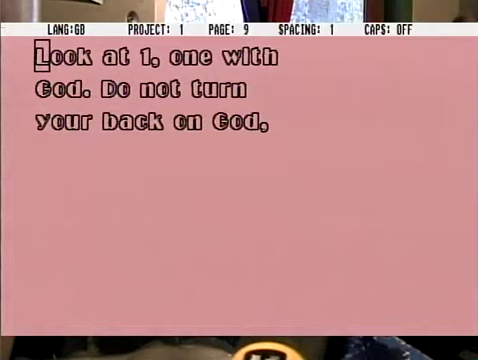 LANG:GB PROJECT: 1 PAGE: 9 SPACING: 1 CAPS: OFF
Look at 1, one with
God. Do not turn
your back on God,